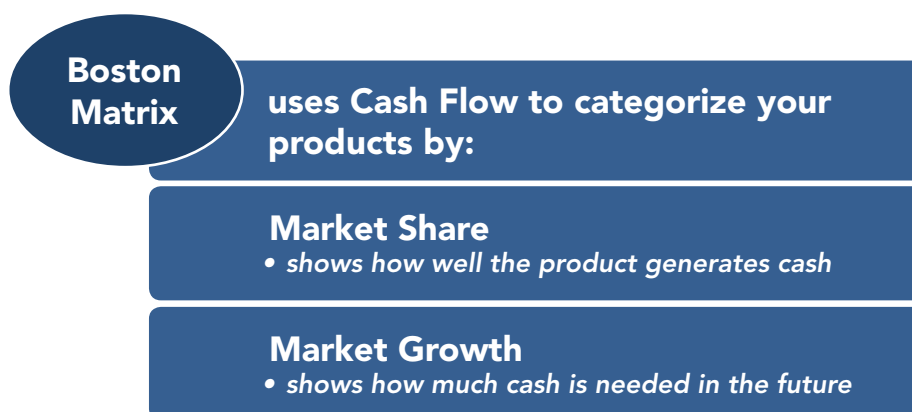 Boston
Matrix
uses Cash Flow to categorize your
products by:
Market Share
• shows how well the product generates cash
Market Growth
• shows how much cash is needed in the future